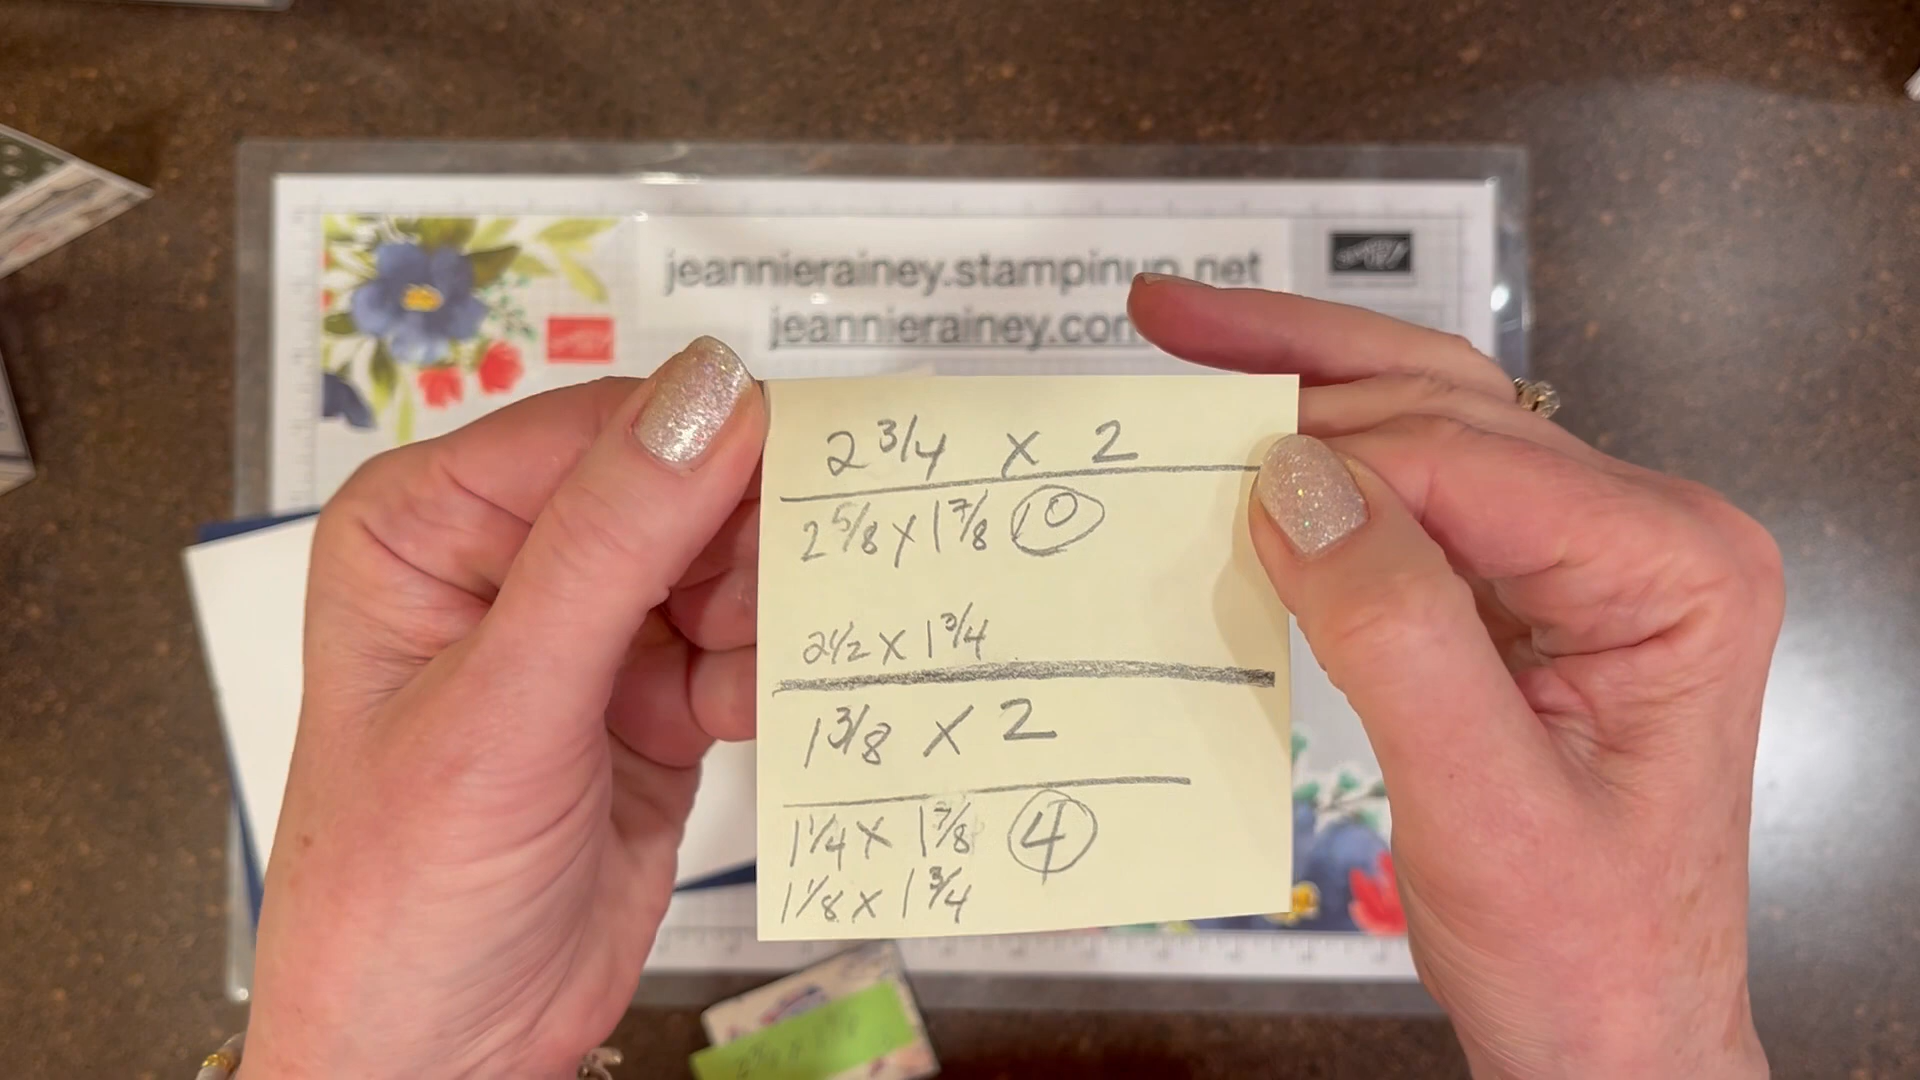 jeannierainey.stampinup.net
jeannierainey.com
2 3/4 x 2
2 5/8 x 1 7/8 10
2 1/2 x 1 3/4
1 3/8 x 2
1 1/4 x 1 7/8 4
1 1/8 x 1 3/4